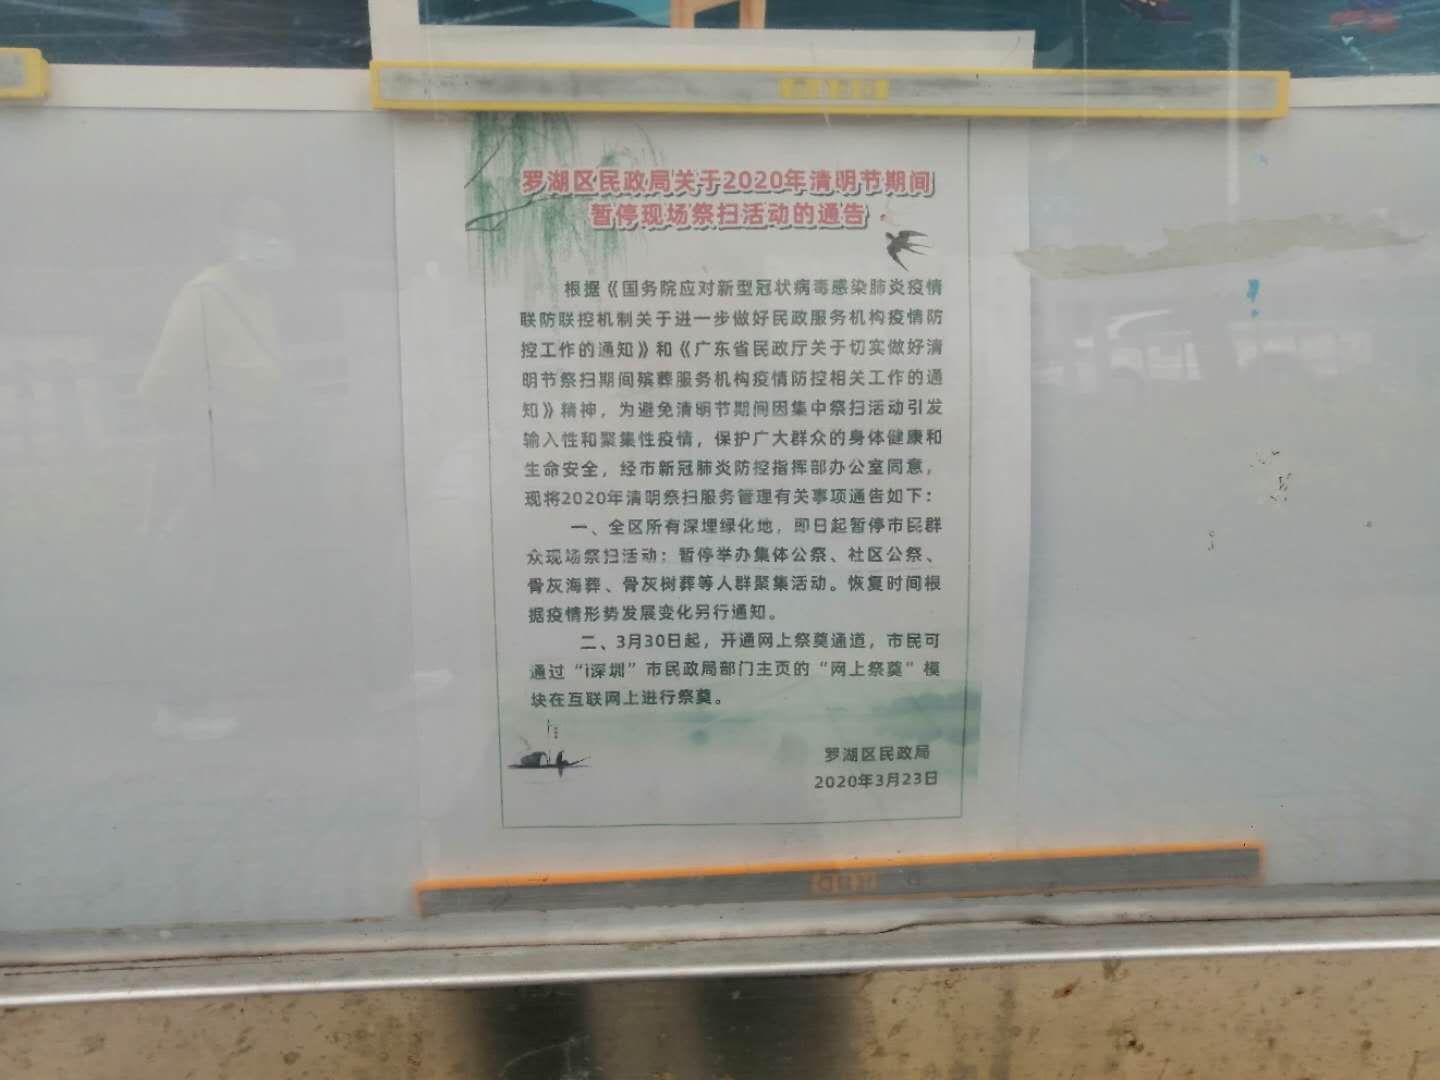 罗湖区民政局关于2020年清明节期间
暂停现场祭扫活动的通告
根据《国务院应对新型冠状病毒感染肺炎疫情
联防联控机制关于进一步做好民政服务机构疫情防
控工作的通知》和《广东省民政厅关于切实做好清
明节祭扫期间殡葬服务机构疫情防控相关工作的通
知》精神，为避免清明节期间因集中祭扫活动引发
输入性和聚集性疫情，保护广大群众的身体健康和
生命安全，经市新冠肺炎防控指挥部办公室同意，
现将2020年清明祭扫服务管理有关事项通告如下：
一、全区所有深埋绿化地，即日起暂停市民群
众现场祭扫活动；暂停举办集体公祭、社区公祭、
骨灰海葬、骨灰树葬等人群聚集活动。恢复时间根
据疫情形势发展变化另行通知。
二、3月30日起，开通网上祭奠通道，市民可
通过“i深圳”市民政局部门主页的“网上祭奠”模
块在互联网上进行祭奠。
罗湖区民政局
2020年3月23日